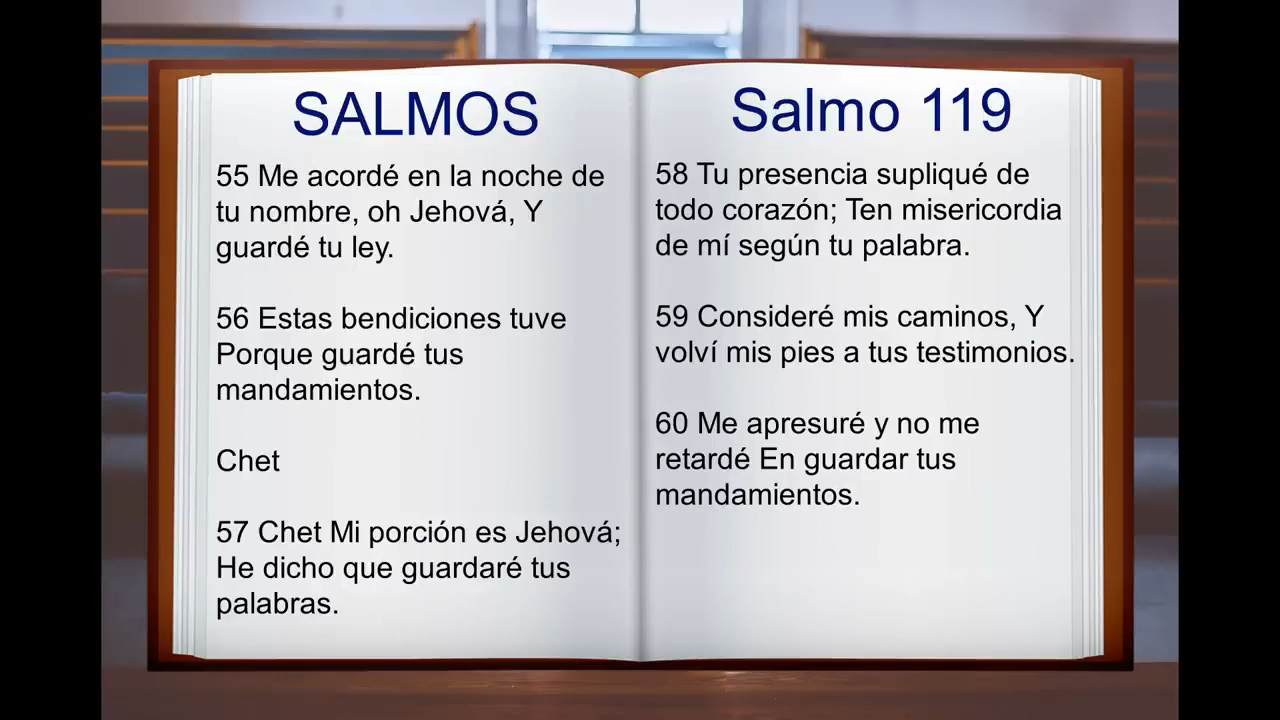 SALMOS
55 Me acordé en la noche de
tu nombre, oh Jehová, Y
guardé tu ley.
56 Estas bendiciones tuve
Porque guardé tus
mandamientos.
Chet
57 Chet Mi porción es Jehová;
He dicho que guardaré tus
palabras.
Salmo 119
58 Tu presencia supliqué de
todo corazón; Ten misericordia
de mí según tu palabra.
59 Consideré mis caminos, Y
volví mis pies a tus testimonios.
60 Me apresuré y no me
retardé En guardar tus
mandamientos.